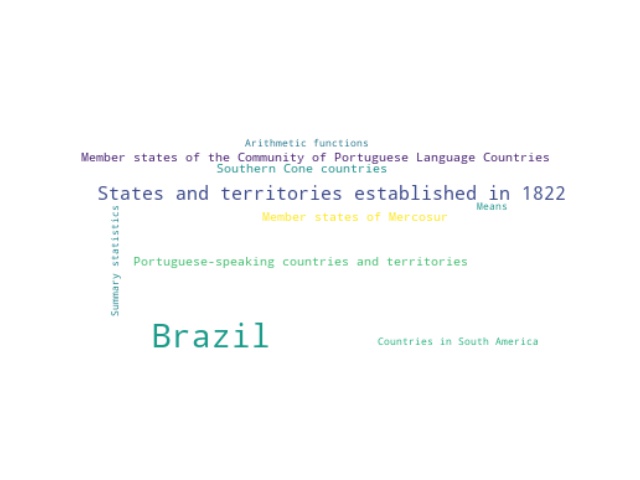 Arithmetic functions
Member states of the Community of Portuguese Language Countries
Southern Cone countries
States and territories established in 1822
Means
Member states of Mercosur
Summary statistics
Portuguese-speaking countries and territories
Brazil
Countries in South America